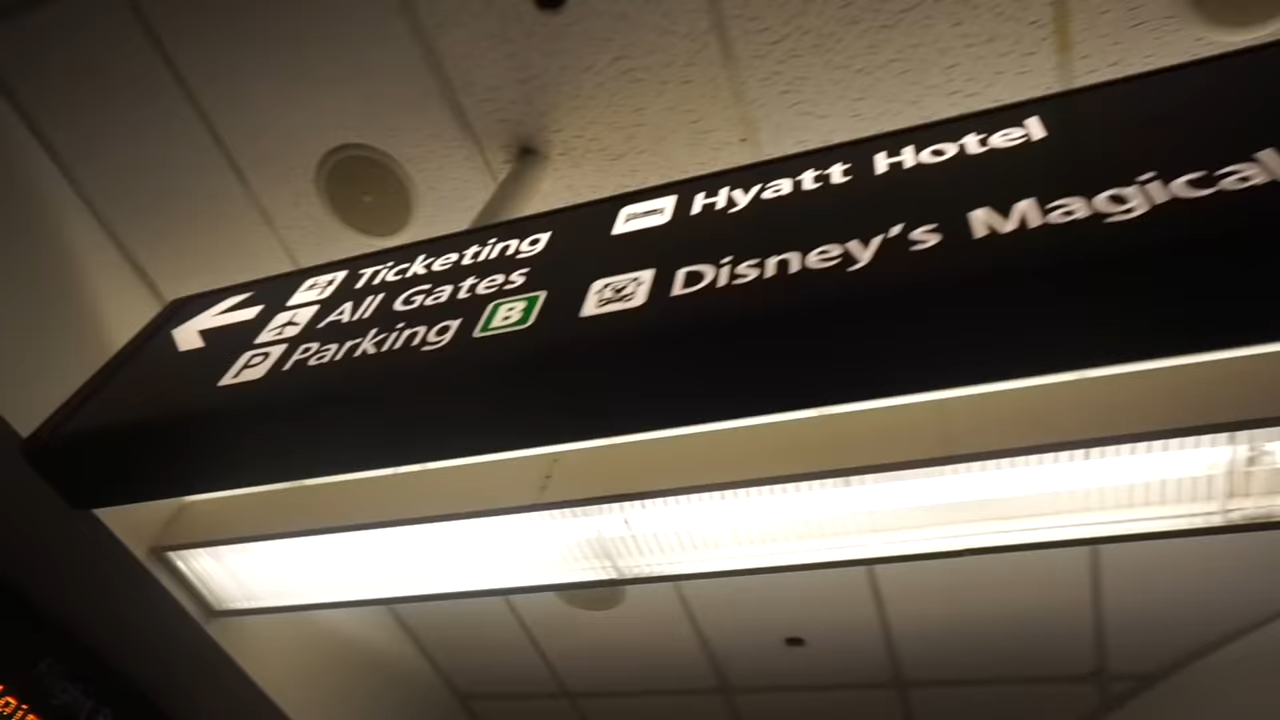 Ticketing
All Gates
P Parking B
Hyatt Hotel
Disney's Magical